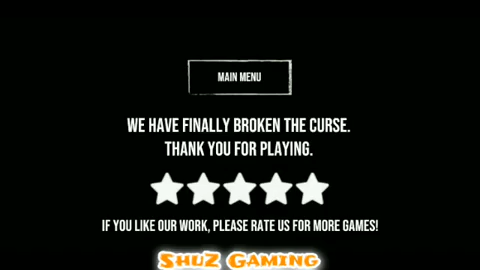 MAIN MENU
WE HAVE FINALLY BROKEN THE CURSE.
THANK YOU FOR PLAYING.
IF YOU LIKE OUR WORK, PLEASE RATE US FOR MORE GAMES!
SHUZ GAMING